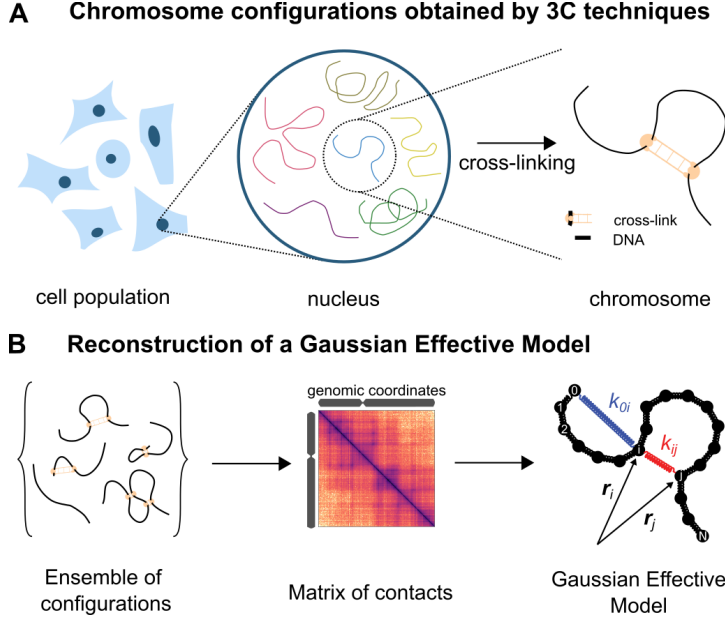 A Chromosome configurations obtained by 3C techniques
cross-linking
cross-link
DNA
cell population
nucleus
chromosome
B Reconstruction of a Gaussian Effective Model
genomic coordinates
0
1
2
k0i
kij
i
j
ri
rj
N
Ensemble of
configurations
Matrix of contacts
Gaussian Effective
Model